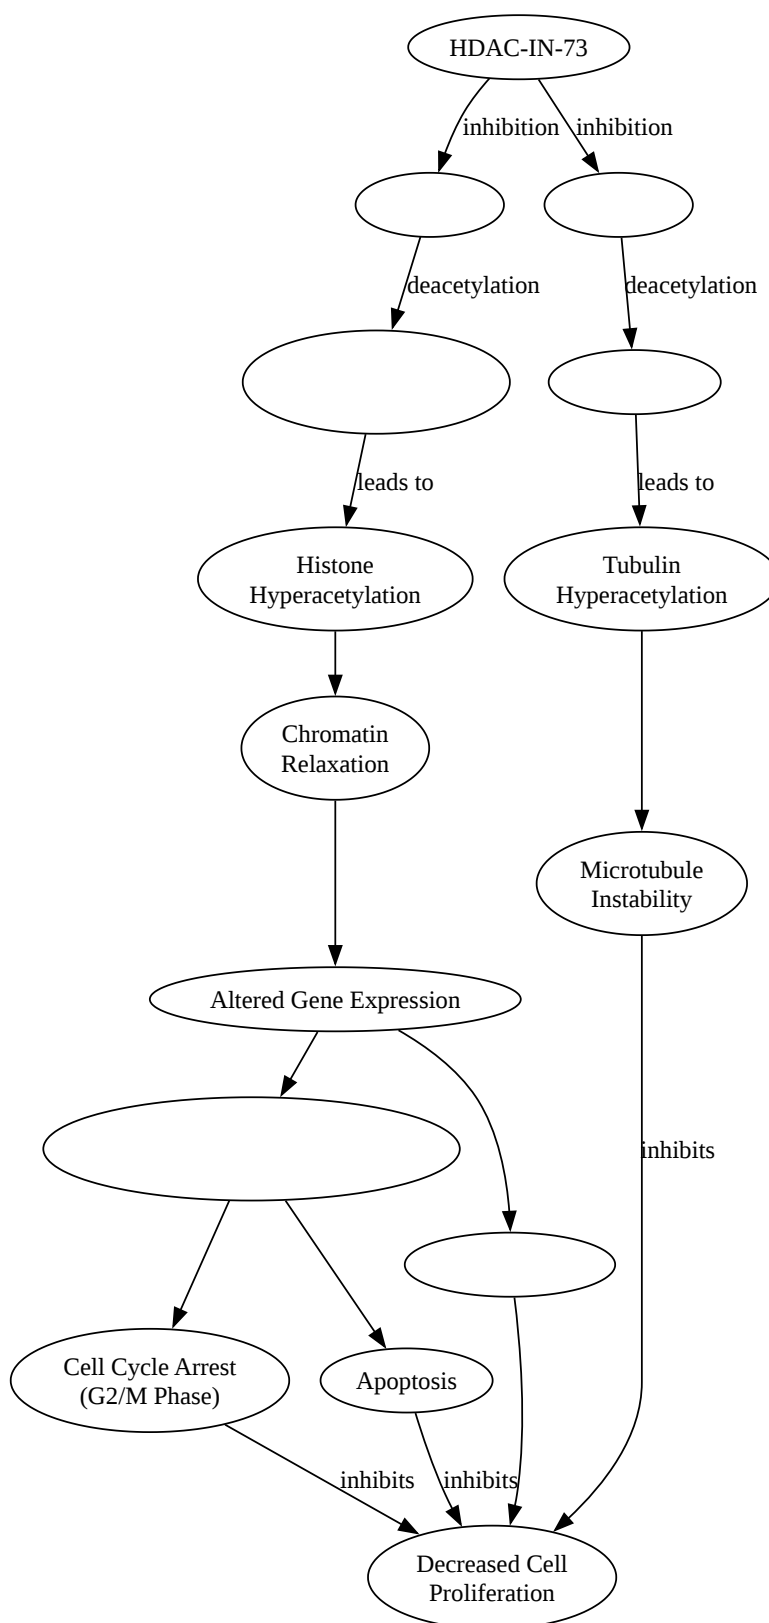 HDAC-IN-73
inhibition
inhibition
deacetylation
deacetylation
leads to
leads to
Histone
Hyperacetylation
Tubulin
Hyperacetylation
Chromatin
Relaxation
Microtubule
Instability
Altered Gene Expression
inhibits
Cell Cycle Arrest
(G2/M Phase)
Apoptosis
inhibits
inhibits
Decreased Cell
Proliferation